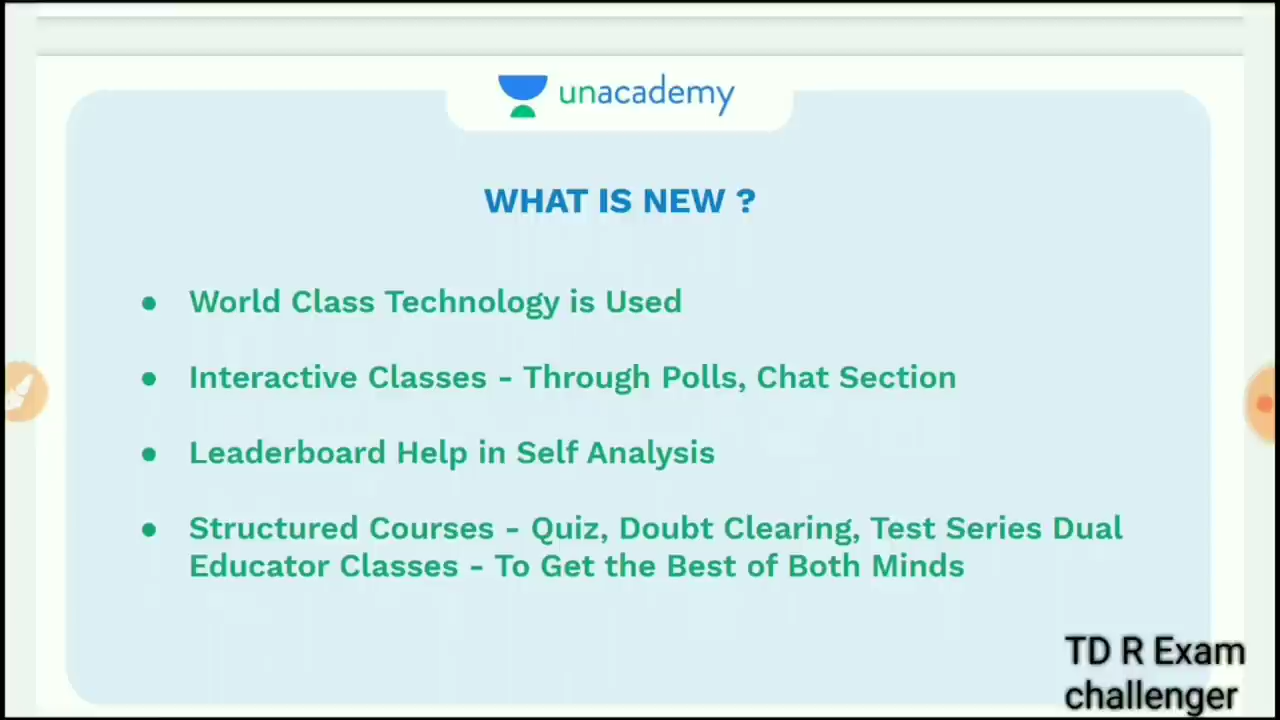 unacademy
WHAT IS NEW ?
● World Class Technology is Used
● Interactive Classes - Through Polls, Chat Section
● Leaderboard Help in Self Analysis
● Structured Courses - Quiz, Doubt Clearing, Test Series Dual
Educator Classes - To Get the Best of Both Minds
TD R Exam
challenger